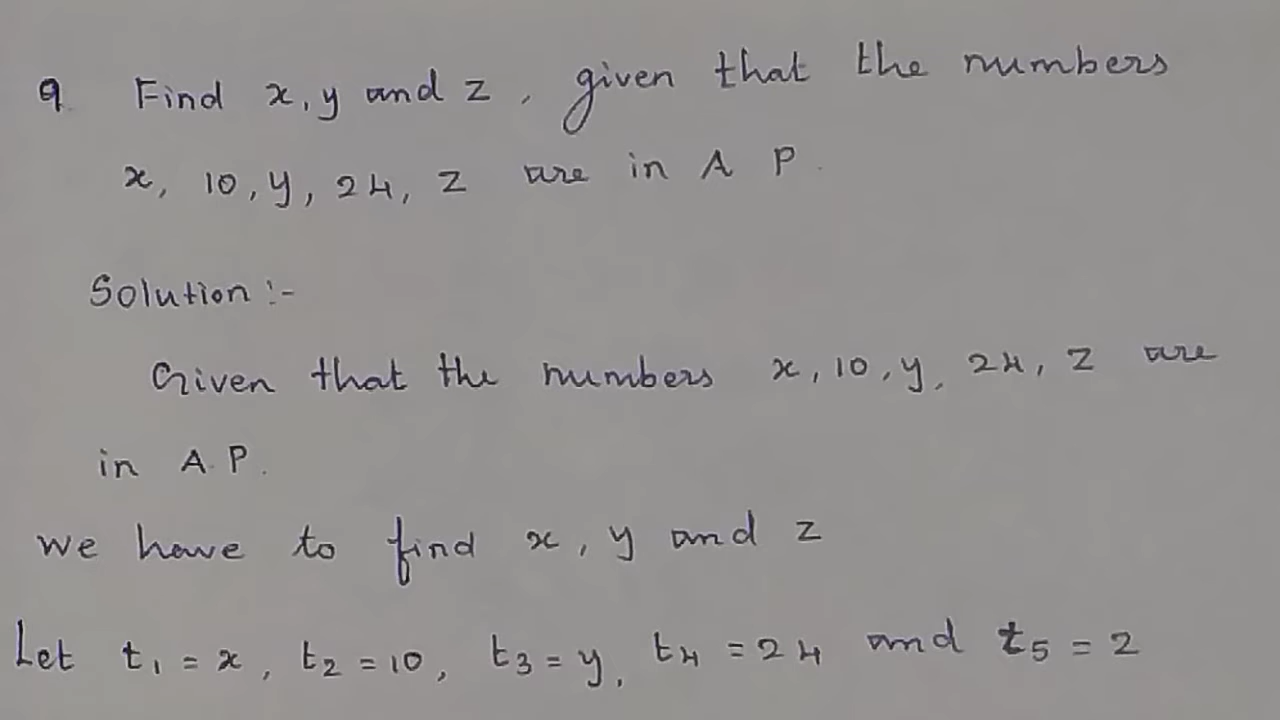 9. Find x, y and z, given that the numbers
x, 10, y, 24, z are in A P.
Solution :-
Given that the numbers x, 10, y, 24, z are
in A.P.
we have to find x, y and z
Let t₁ = x, t₂ = 10, t₃ = y, t₄ = 24 and t₅ = 2